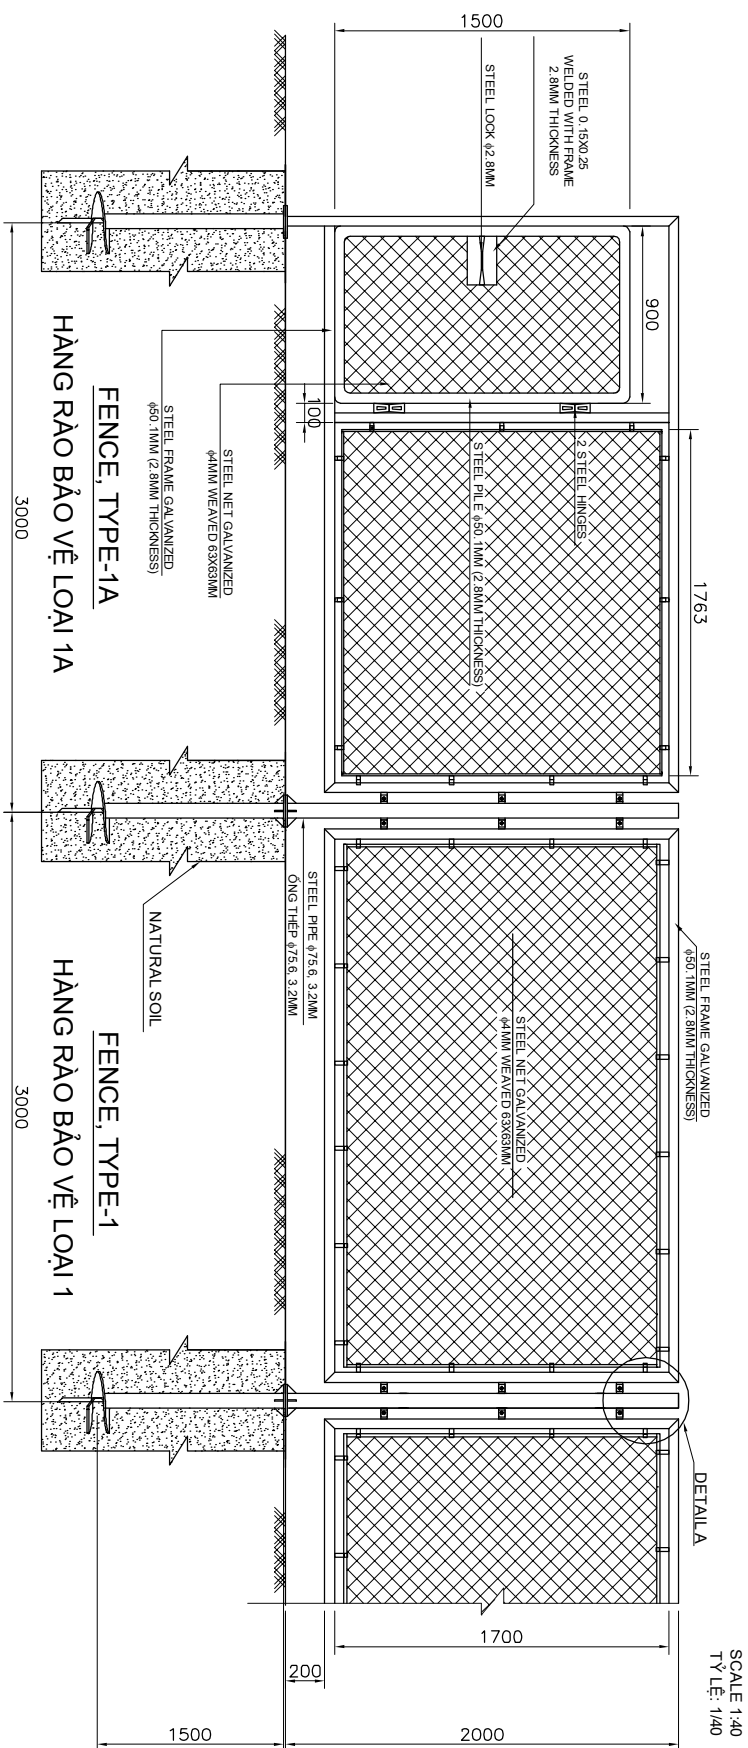 SCALE 1:40
TỶ LỆ: 1/40
1500
STEEL 0.15X0.25
WELDED WITH FRAME
2.8MM THICKNESS
STEEL LOCK ϕ2.8MM
900
100
2 STEEL HINGES
STEEL PILE ϕ50.1MM (2.8MM THICKNESS)
1763
STEEL FRAME GALVANIZED
ϕ50.1MM (2.8MM THICKNESS)
STEEL NET GALVANIZED
ϕ4MM WEAVED 63X63MM
DETAIL A
1700
200
2000
1500
STEEL NET GALVANIZED
ϕ4MM WEAVED 63X63MM
STEEL FRAME GALVANIZED
ϕ50.1MM (2.8MM THICKNESS)
STEEL PIPE ϕ75.6, 3.2MM
ỐNG THÉP ϕ75.6, 3.2MM
NATURAL SOIL
FENCE, TYPE-1A
HÀNG RÀO BẢO VỆ LOẠI 1A
FENCE, TYPE-1
HÀNG RÀO BẢO VỆ LOẠI 1
3000
3000